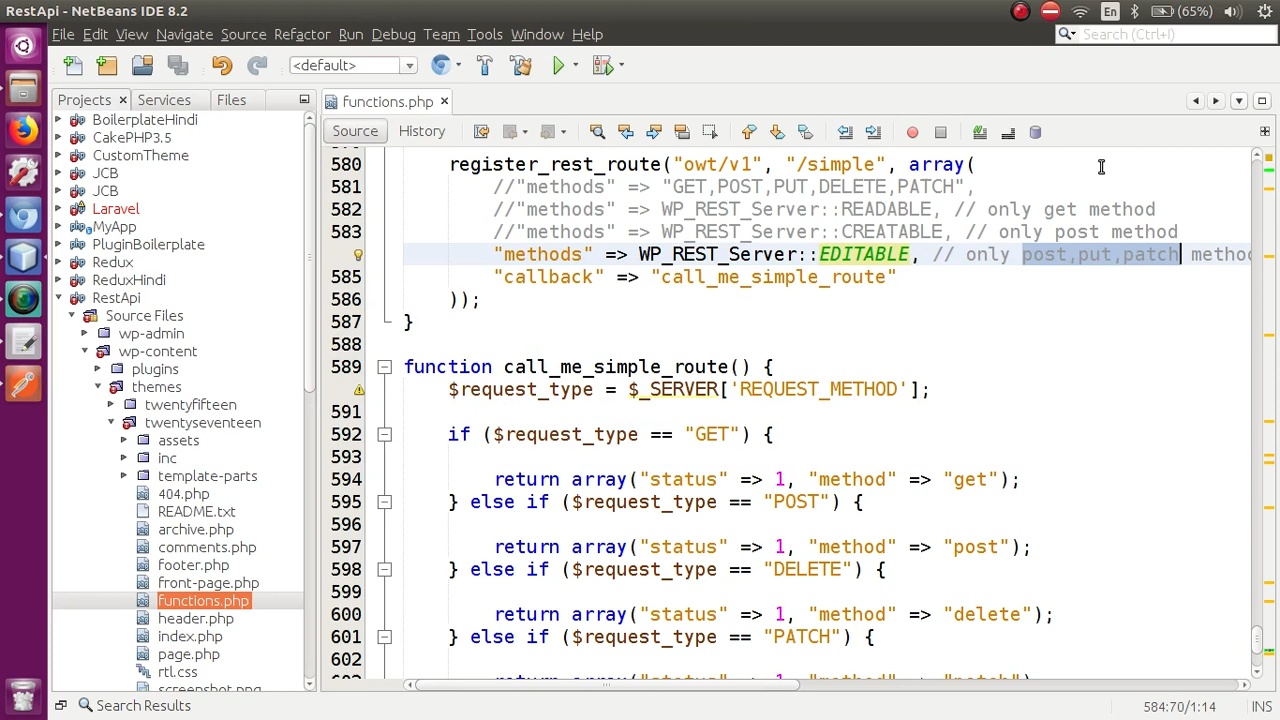 RestApi - NetBeans IDE 8.2
En
(65%)
File Edit View Navigate Source Refactor Run Debug Team Tools Window Help
Search (Ctrl+I)
<default>
Projects
Services
Files
functions.php
Source
History
BoilerplateHindi
CakePHP3.5
CustomTheme
JCB
JCB
Laravel
MyApp
PluginBoilerplate
Redux
ReduxHindi
RestApi
Source Files
wp-admin
wp-content
plugins
themes
twentyfifteen
twentyseventeen
assets
inc
template-parts
404.php
README.txt
archive.php
comments.php
footer.php
front-page.php
functions.php
header.php
index.php
page.php
rtl.css
screenshot.png
580 register_rest_route("owt/v1", "/simple", array(
581 //"methods" => "GET,POST,PUT,DELETE,PATCH",
582 //"methods" => WP_REST_Server::READABLE, // only get method
583 //"methods" => WP_REST_Server::CREATABLE, // only post method
"methods" => WP_REST_Server::EDITABLE, // only post,put,patch metho
585 "callback" => "call_me_simple_route"
586 ));
587 }
588
589 function call_me_simple_route() {
$request_type = $_SERVER['REQUEST_METHOD'];
591
592 if ($request_type == "GET") {
593
594 return array("status" => 1, "method" => "get");
595 } else if ($request_type == "POST") {
596
597 return array("status" => 1, "method" => "post");
598 } else if ($request_type == "DELETE") {
599
600 return array("status" => 1, "method" => "delete");
601 } else if ($request_type == "PATCH") {
602
Search Results
584:70/1:14
INS